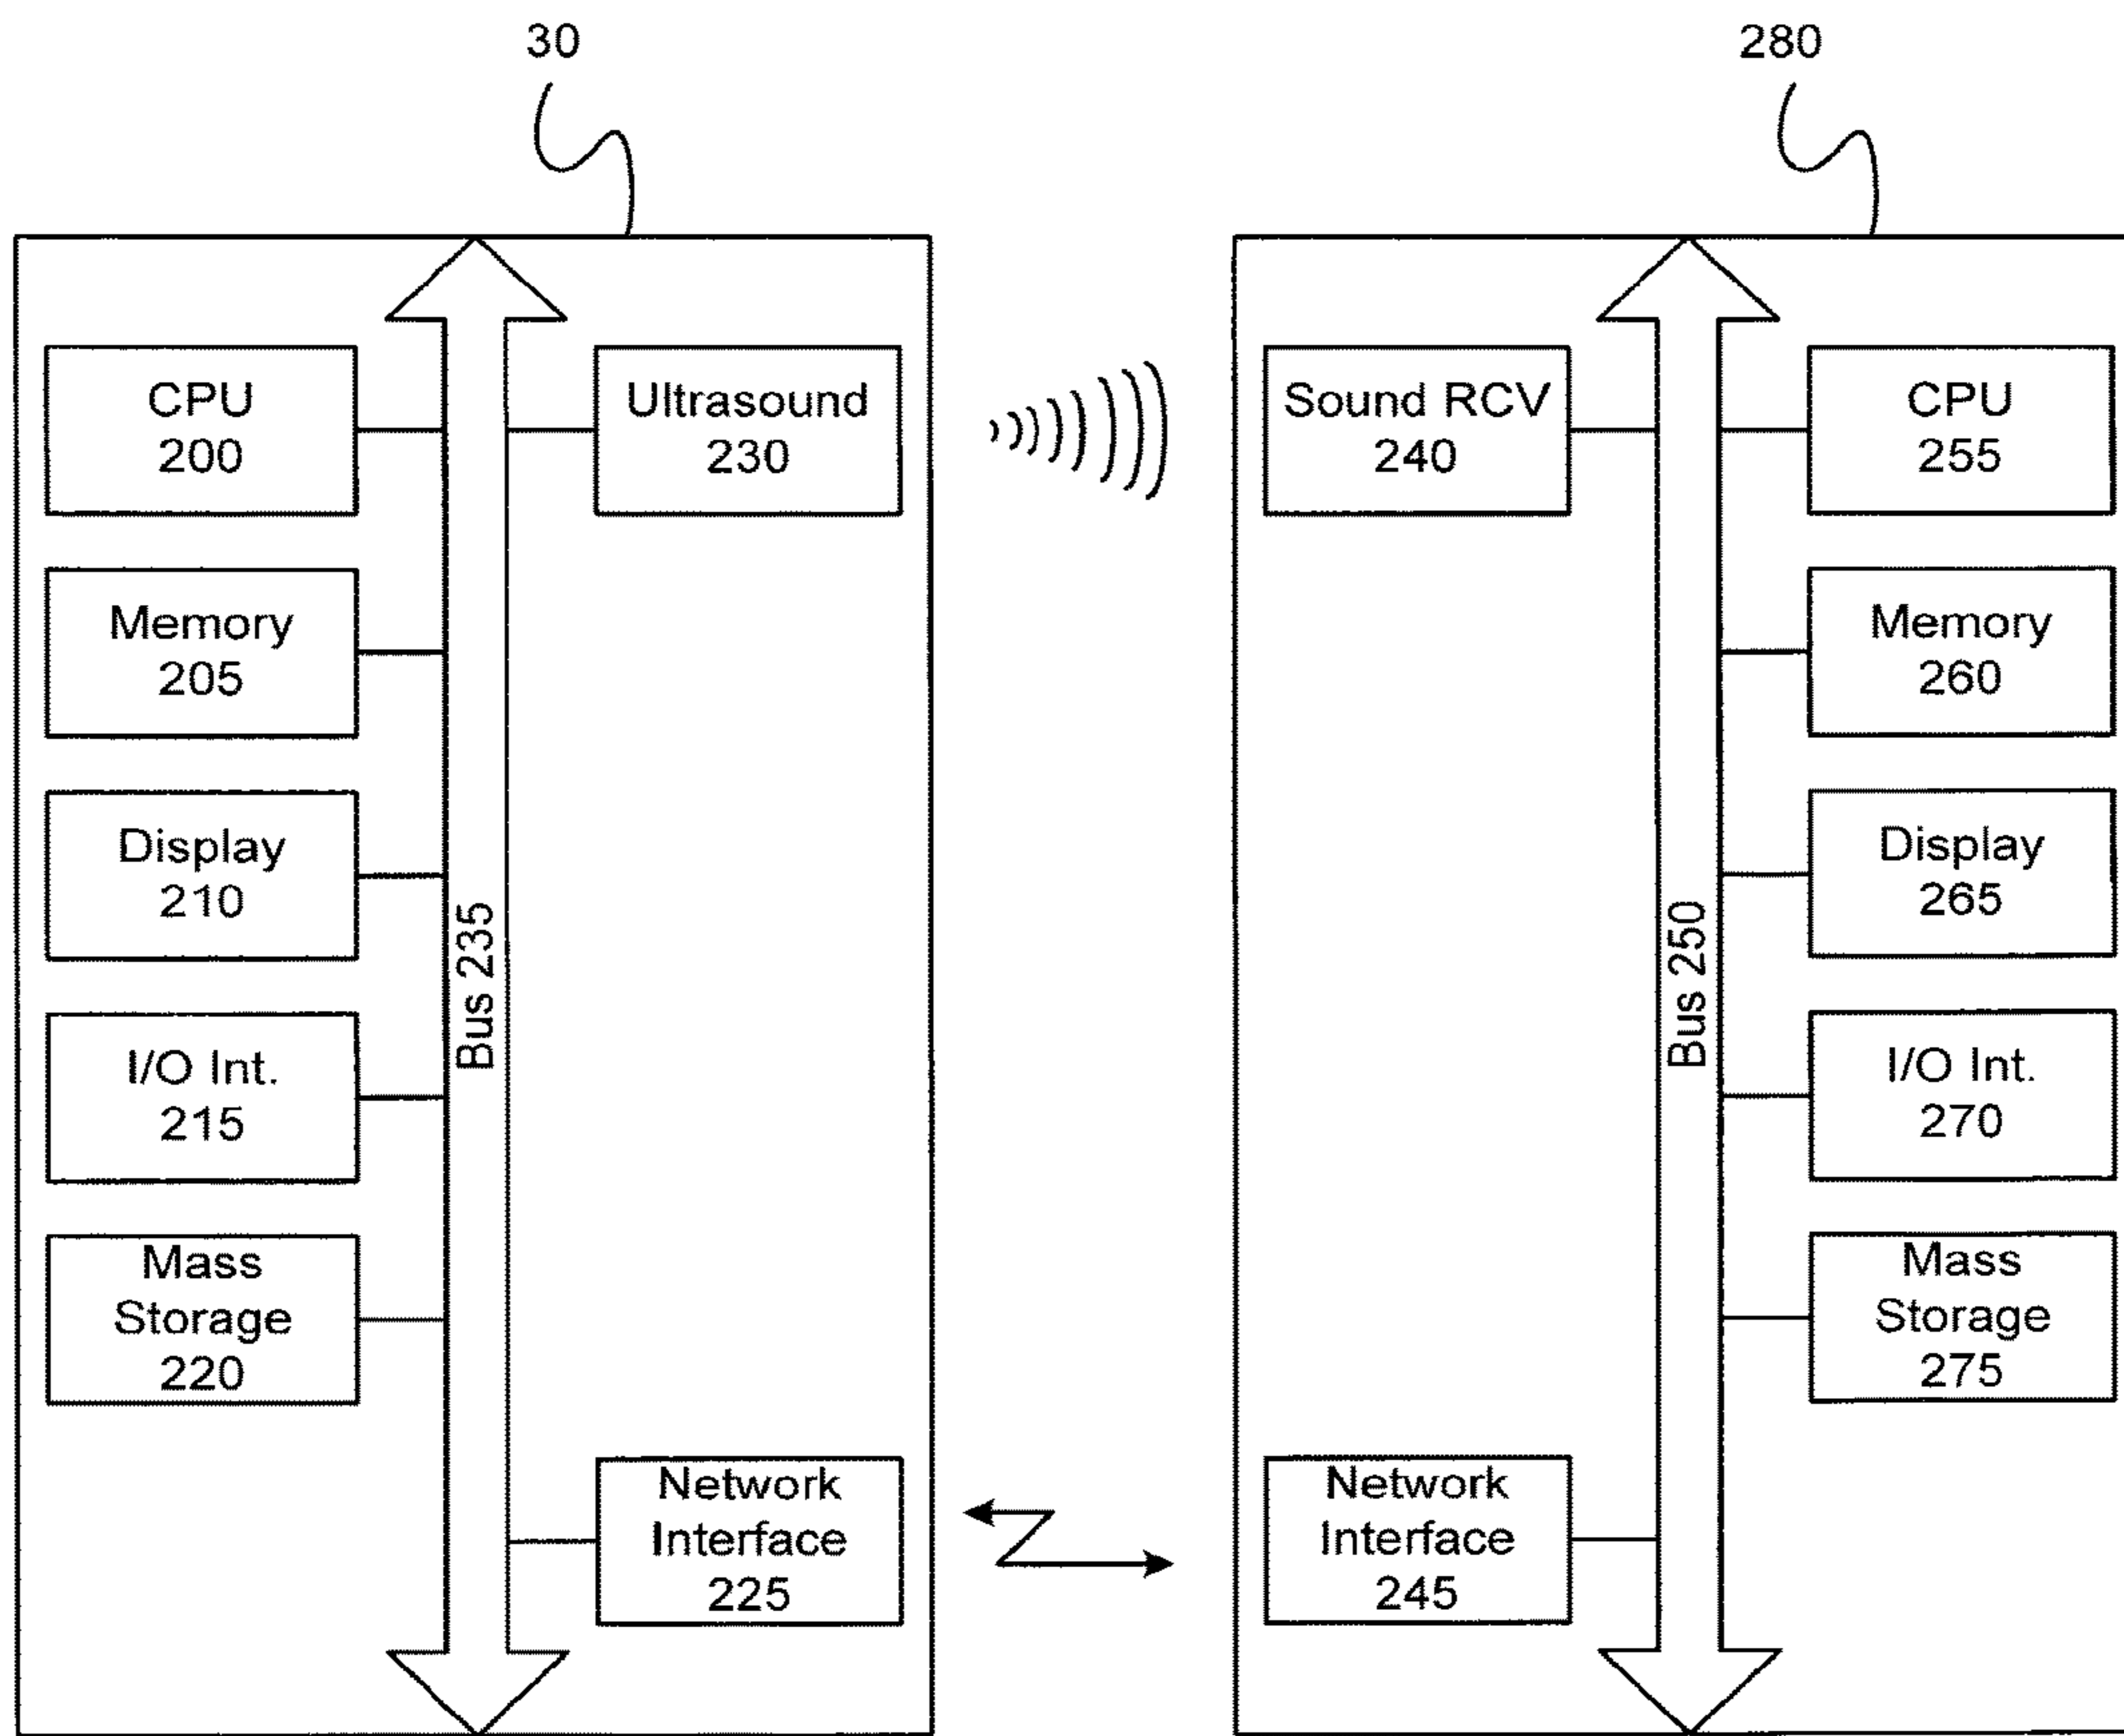 30
280
CPU
200
Ultrasound
230
Memory
205
Display
210
I/O Int.
215
Mass
Storage
220
Network
Interface
225
Bus 235
Sound RCV
240
CPU
255
Memory
260
Display
265
I/O Int.
270
Mass
Storage
275
Network
Interface
245
Bus 250